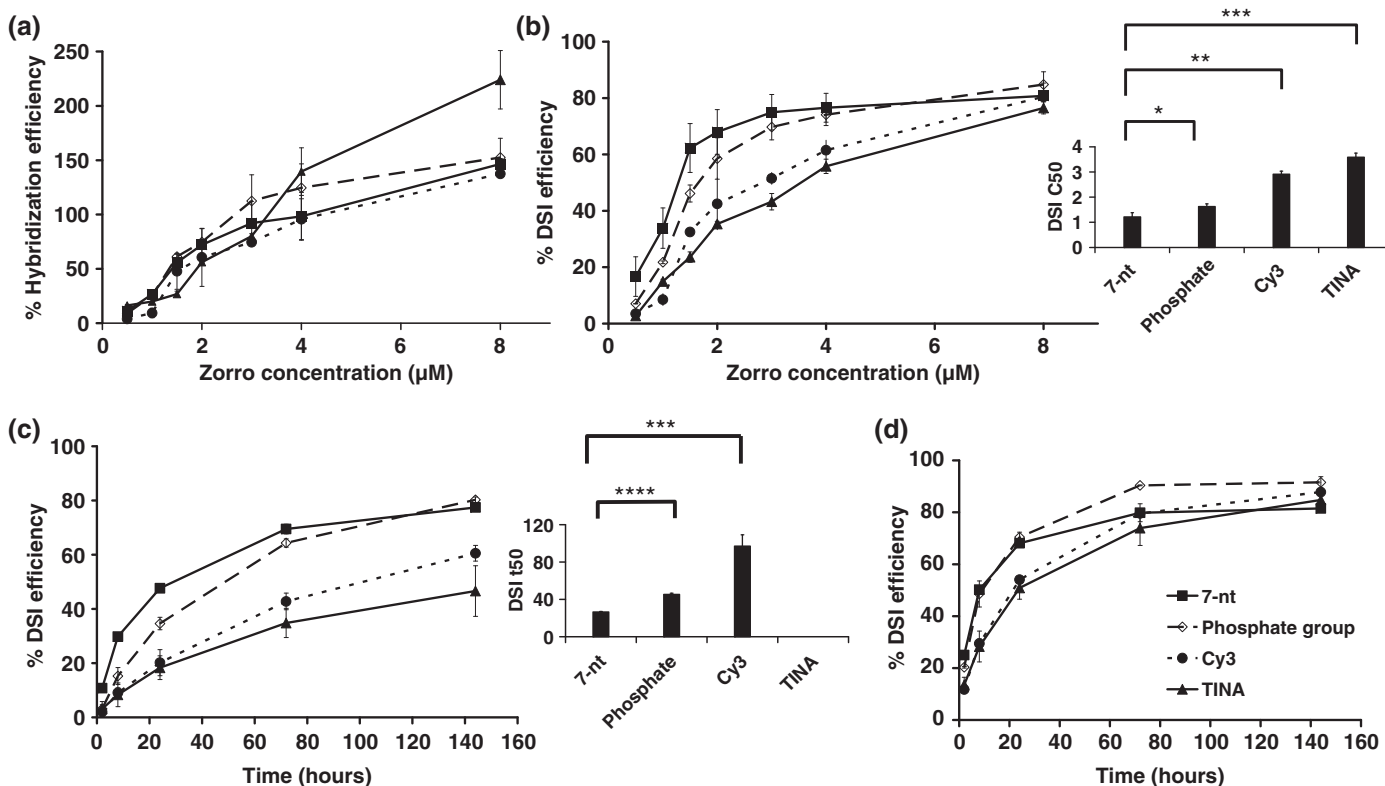 (a)
% Hybridization efficiency
250
200
150
100
50
0
0 2 4 6 8
Zorro concentration (µM)
(b)
% DSI efficiency
100
80
60
40
20
0
0 2 4 6 8
Zorro concentration (µM)
***
**
*
DSI C50
4
3
2
1
0
7-nt
Phosphate
Cy3
TINA
(c)
% DSI efficiency
100
80
60
40
20
0
0 20 40 60 80 100 120 140 160
Time (hours)
***
****
DSI t50
120
80
40
0
7-nt
Phosphate
Cy3
TINA
(d)
% DSI efficiency
100
80
60
40
20
0
0 20 40 60 80 100 120 140 160
Time (hours)
7-nt
Phosphate group
Cy3
TINA